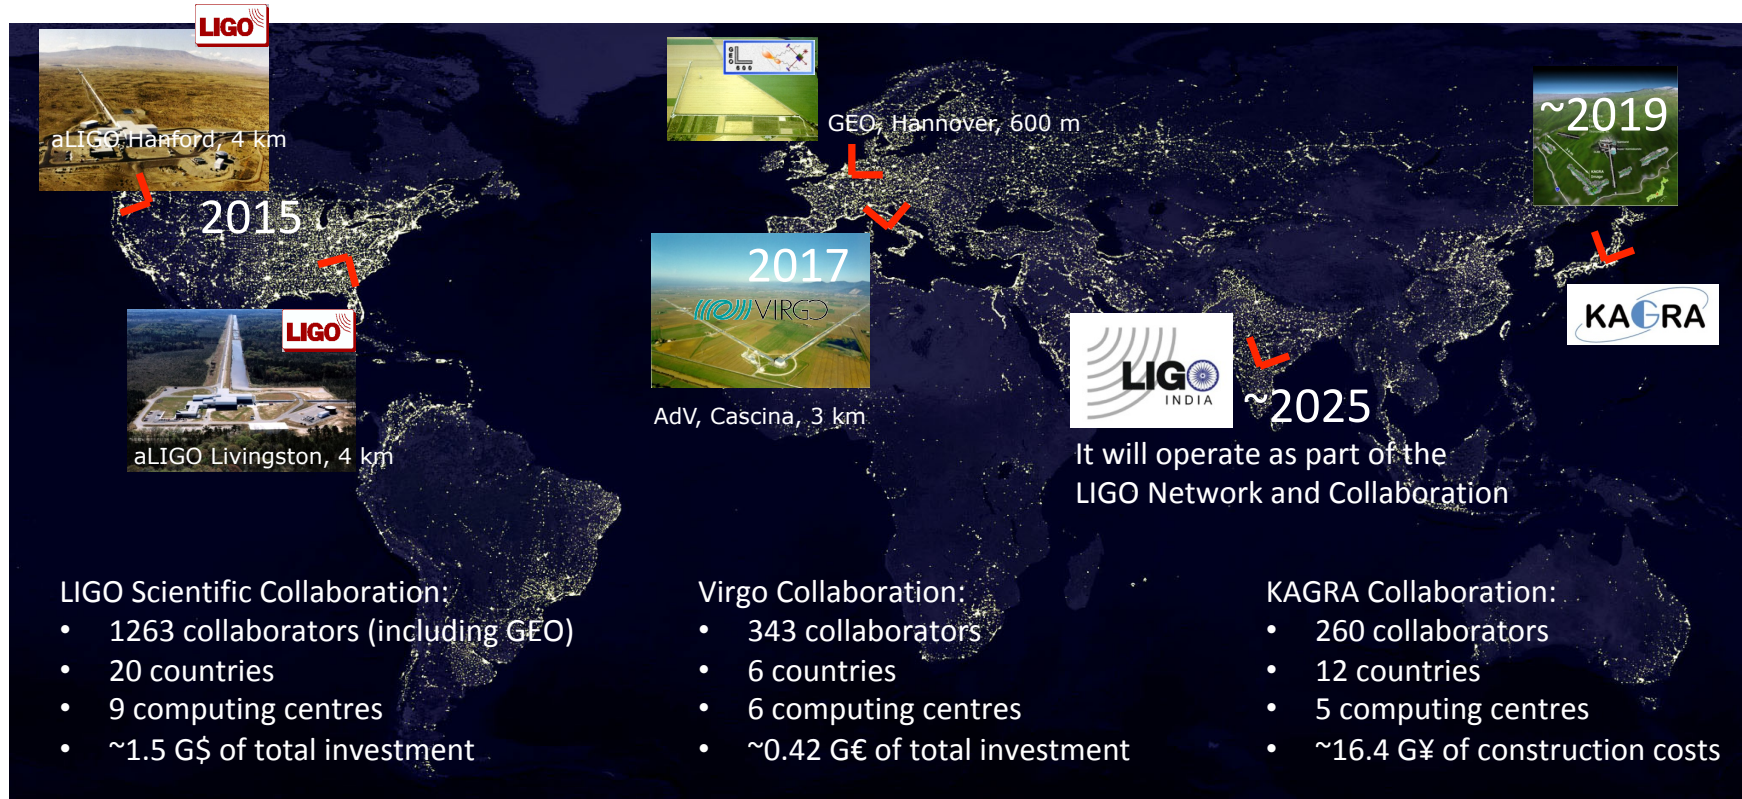 LIGO
aLIGO Hanford, 4 km
2015
LIGO
aLIGO Livingston, 4 km
GEO
600
GEO, Hannover, 600 m
2017
VIRGO
AdV, Cascina, 3 km
~2019
KAGRA
LIGO
INDIA
~2025
It will operate as part of the
LIGO Network and Collaboration
LIGO Scientific Collaboration:
• 1263 collaborators (including GEO)
• 20 countries
• 9 computing centres
• ~1.5 G$ of total investment
Virgo Collaboration:
• 343 collaborators
• 6 countries
• 6 computing centres
• ~0.42 G€ of total investment
KAGRA Collaboration:
• 260 collaborators
• 12 countries
• 5 computing centres
• ~16.4 G¥ of construction costs